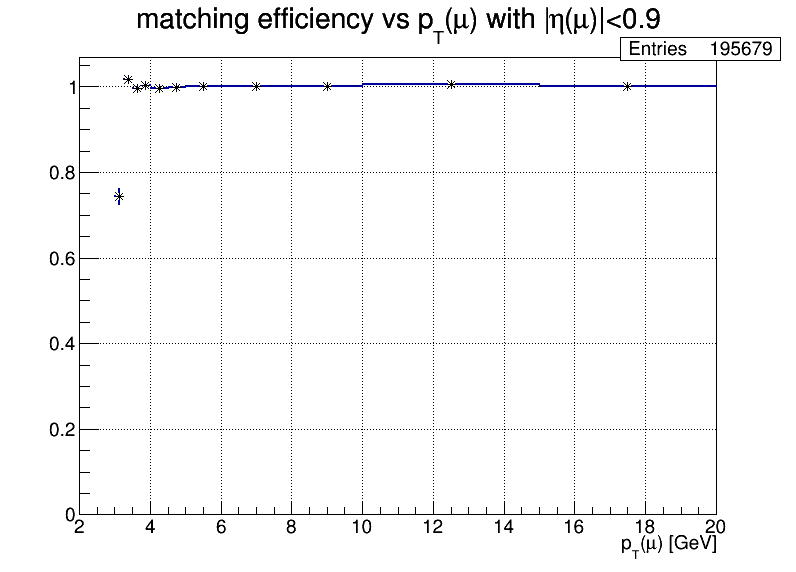 matching efficiency vs p_T(μ) with |η(μ)|<0.9
Entries 195679
1
0.8
0.6
0.4
0.2
0
2 4 6 8 10 12 14 16 18 20
p_T(μ) [GeV]